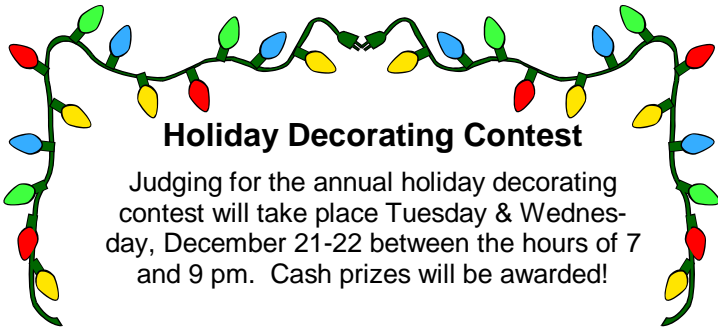 Holiday Decorating Contest
Judging for the annual holiday decorating
contest will take place Tuesday & Wednes-
day, December 21-22 between the hours of 7
and 9 pm.  Cash prizes will be awarded!